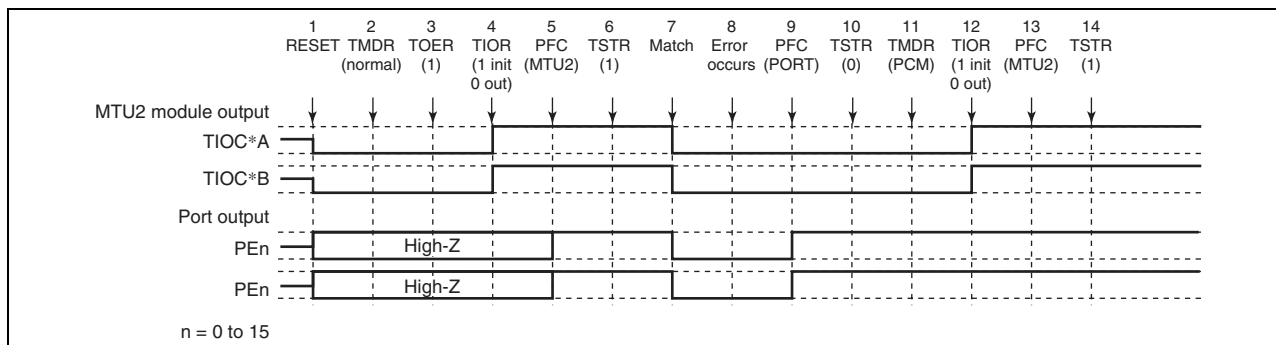 1 2 3 4 5 6 7 8 9 10 11 12 13 14
RESET TMDR TOER TIOR PFC TSTR Match Error PFC TSTR TMDR TIOR PFC TSTR
(normal) (1) (1 init (MTU2) (1) occurs (PORT) (0) (PCM) (1 init (MTU2) (1)
0 out) 0 out)
MTU2 module output
TIOC*A
TIOC*B
Port output
PEn High-Z
PEn High-Z
n = 0 to 15